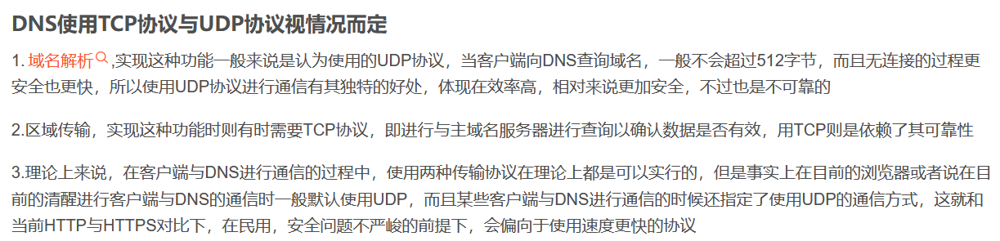 DNS使用TCP协议与UDP协议视情况而定
1. 域名解析 ,实现这种功能一般来说是认为使用的UDP协议，当客户端向DNS查询域名，一般不会超过512字节，而且无连接的过程更
安全也更快，所以使用UDP协议进行通信有其独特的好处，体现在效率高，相对来说更加安全，不过也是不可靠的
2.区域传输，实现这种功能时则有时需要TCP协议，即进行与主域名服务器进行查询以确认数据是否有效，用TCP则是依赖了其可靠性
3.理论上来说，在客户端与DNS进行通信的过程中，使用两种传输协议在理论上都是可以实行的，但是事实上在目前的浏览器或者说在目
前的清醒进行客户端与DNS的通信时一般默认使用UDP，而且某些客户端与DNS进行通信的时候还指定了使用UDP的通信方式，这就和
当前HTTP与HTTPS对比下，在民用，安全问题不严峻的前提下，会偏向于使用速度更快的协议